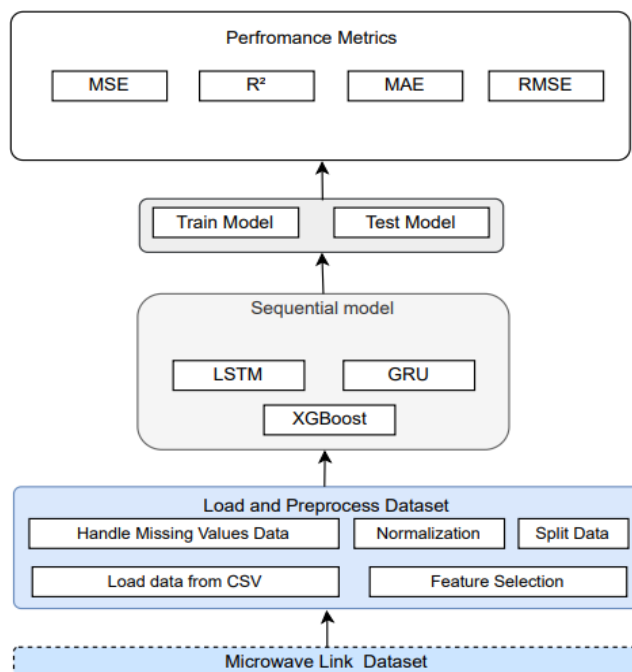 Perfromance Metrics
MSE R² MAE RMSE
Train Model Test Model
Sequential model
LSTM GRU
XGBoost
Load and Preprocess Dataset
Handle Missing Values Data Normalization Split Data
Load data from CSV Feature Selection
Microwave Link Dataset